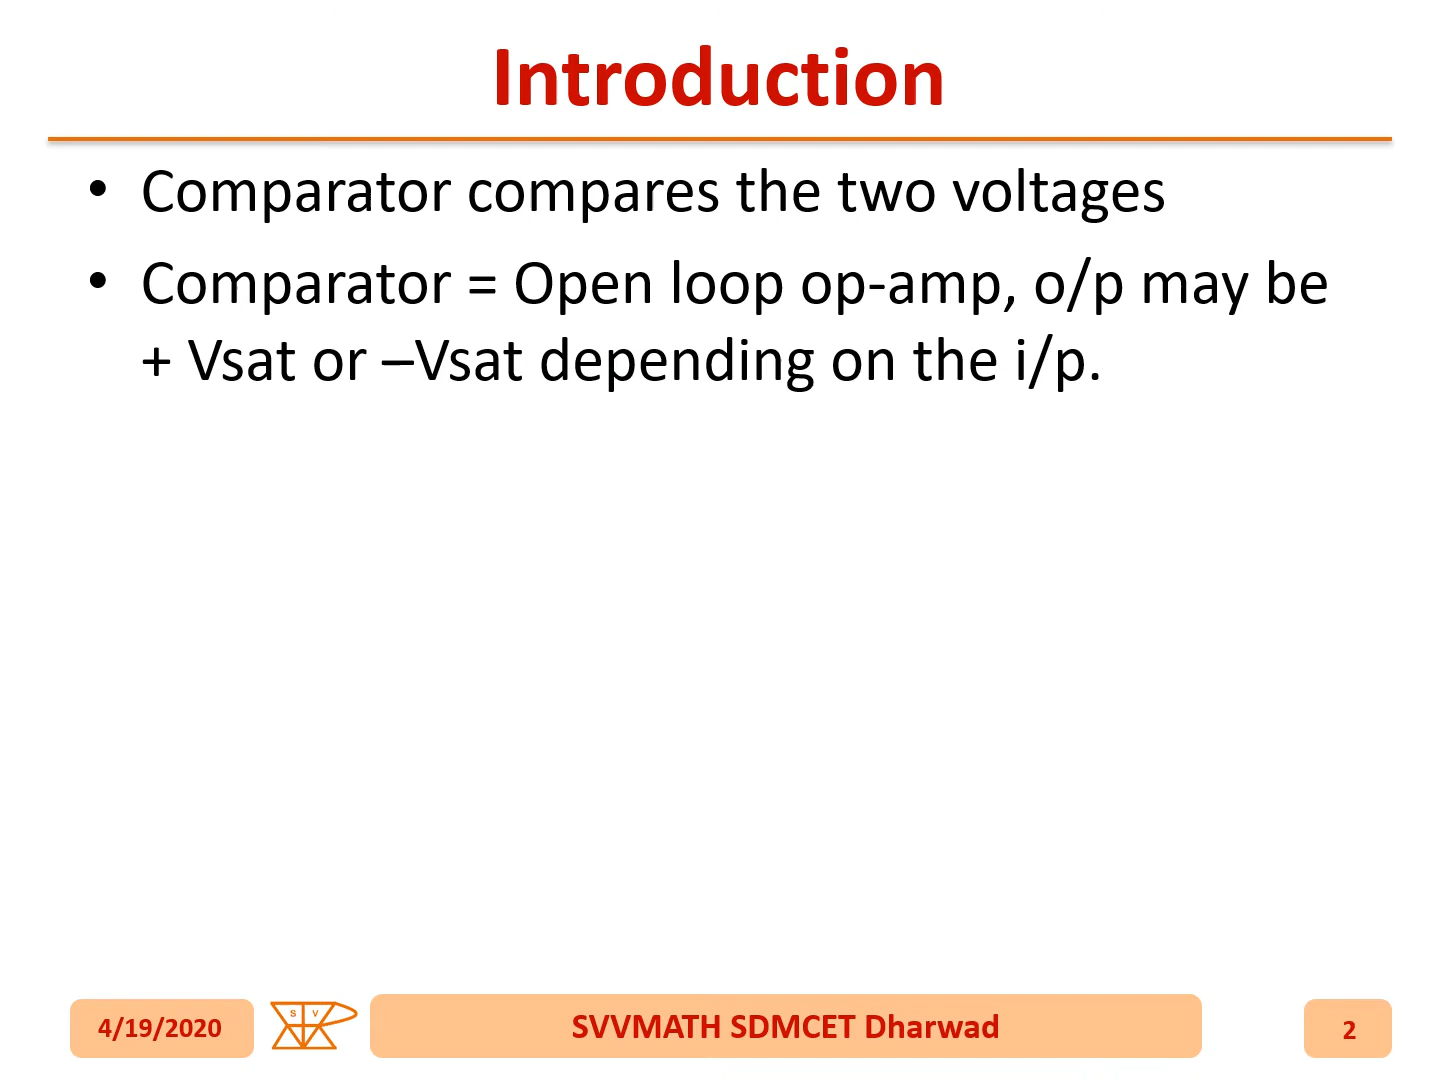 Introduction
• Comparator compares the two voltages
• Comparator = Open loop op-amp, o/p may be
+ Vsat or –Vsat depending on the i/p.
4/19/2020
S V
SVVMATH SDMCET Dharwad
2